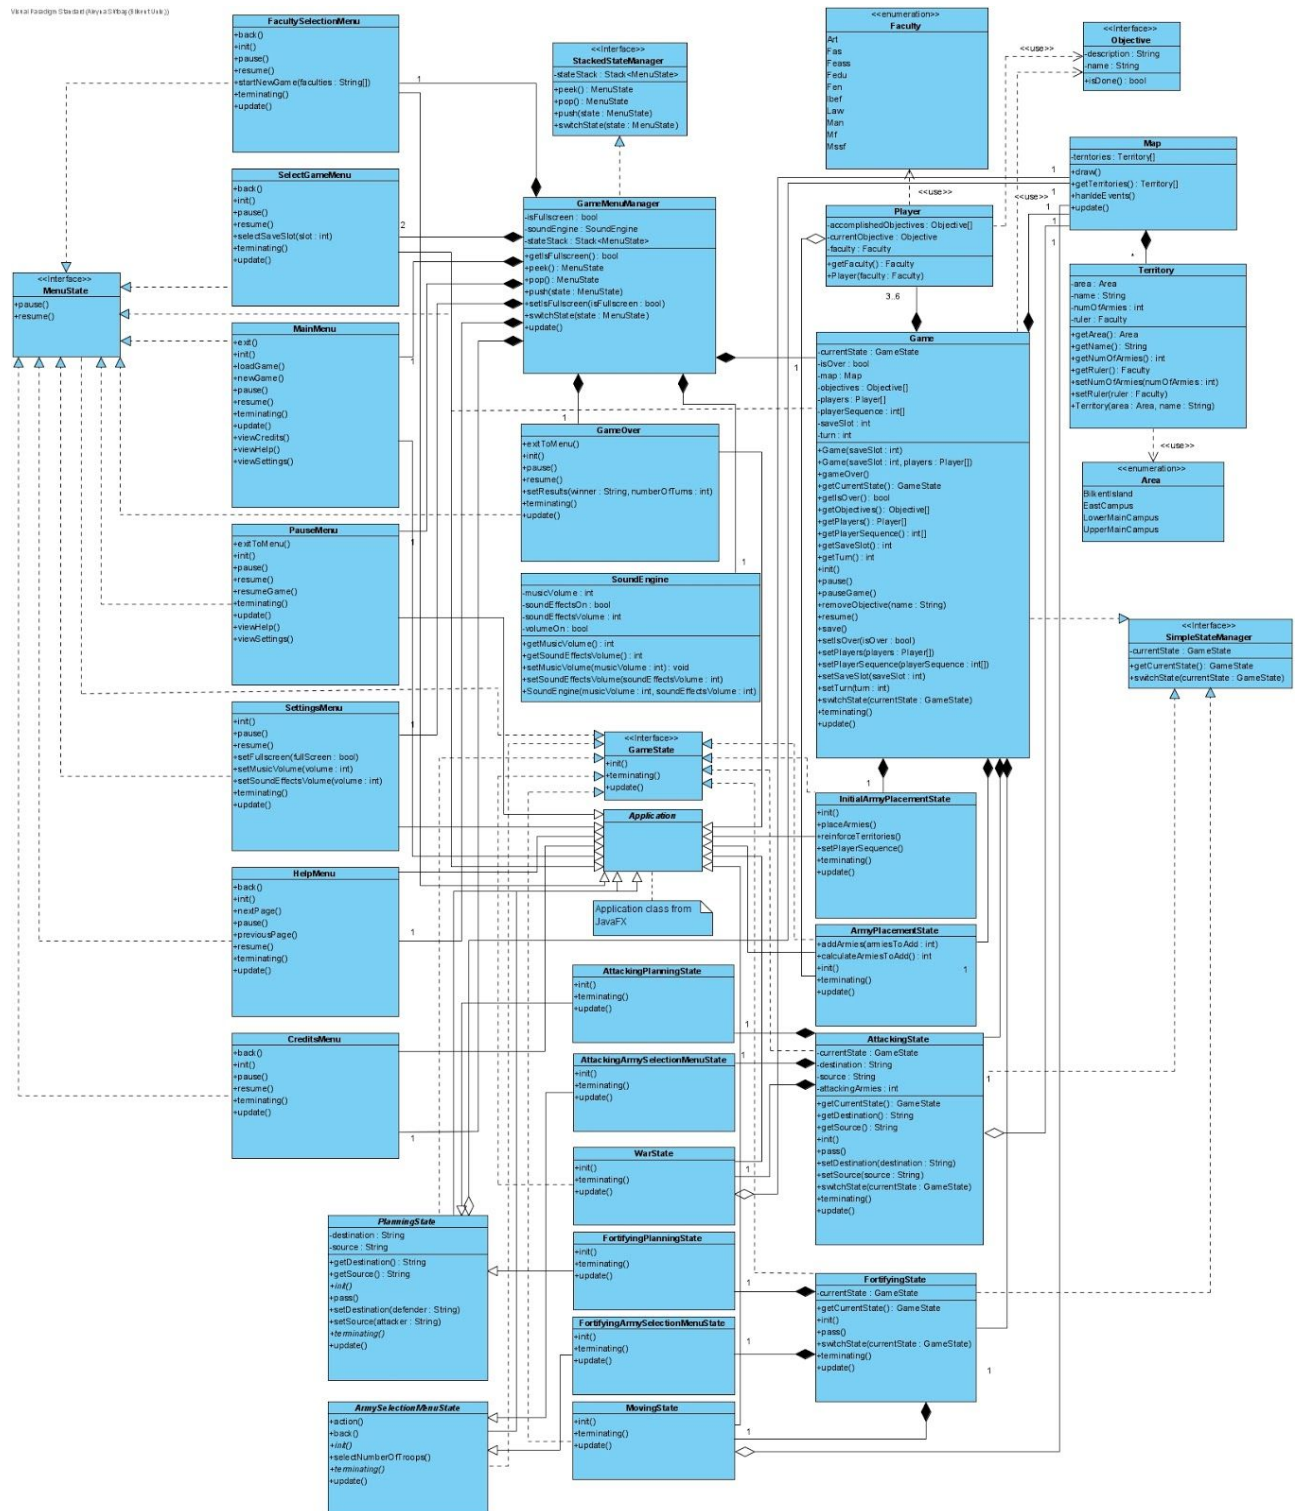 FacultySelectionMenu
+back()
+init()
+pause()
+resume()
+startNewGame(faculties : String[])
+terminating()
+update()
SelectGameMenu
+back()
+init()
+pause()
+resume()
+selectSaveSlot(slot : int)
+terminating()
+update()
<<Interface>>
MenuState
+pause()
+resume()
MainMenu
+exit()
+init()
+loadGame()
+newGame()
+pause()
+resume()
+terminating()
+update()
+viewCredits()
+viewHelp()
+viewSettings()
PauseMenu
+exitToMenu()
+init()
+pause()
+resume()
+resumeGame()
+terminating()
+update()
+viewHelp()
+viewSettings()
SettingsMenu
+init()
+pause()
+resume()
+setFullscreen(fullScreen : bool)
+setMusicVolume(volume : int)
+setSoundEffectsVolume(volume : int)
+terminating()
+update()
HelpMenu
+back()
+init()
+nextPage()
+pause()
+previousPage()
+resume()
+terminating()
+update()
CreditsMenu
+back()
+init()
+pause()
+resume()
+terminating()
+update()
<<Interface>>
StackedStateManager
-stateStack : Stack<MenuState>
+peek() : MenuState
+pop() : MenuState
+push(state : MenuState)
+switchState(state : MenuState)
GameMenuManager
-isFullscreen : bool
-soundEngine : SoundEngine
-stateStack : Stack<MenuState>
+getIsFullscreen() : bool
+peek() : MenuState
+pop() : MenuState
+push(state : MenuState)
+setIsFullscreen(isFullscreen : bool)
+switchState(state : MenuState)
+update()
GameOver
+exitToMenu()
+init()
+pause()
+resume()
+setResults(winner : String, numberOfTurns : int)
+terminating()
+update()
SoundEngine
-musicVolume : int
-soundEffectsOn : bool
-soundEffectsVolume : int
-volumeOn : bool
+getMusicVolume() : int
+getSoundEffectsVolume() : int
+setMusicVolume(musicVolume : int) : void
+setSoundEffectsVolume(soundEffectsVolume : int)
+SoundEngine(musicVolume : int, soundEffectsVolume : int)
<<Interface>>
GameState
+init()
+terminating()
+update()
Application
Application class from
JavaFX
<<enumeration>>
Faculty
Art
Fas
Feass
Fedu
Fen
Ibef
Law
Man
Mf
Mssf
<<use>>
Player
-accomplishedObjectives : Objective[]
-currentObjective : Objective
-faculty : Faculty
+getFaculty() : Faculty
+Player(faculty : Faculty)
3..6
<<Interface>>
Objective
-description : String
-name : String
+isDone() : bool
<<use>>
<<use>>
Map
-territories : Territory[]
+draw()
+getTerritories() : Territory[]
+hanldeEvents()
+update()
*
Territory
-area : Area
-name : String
-numOfArmies : int
-ruler : Faculty
+getArea() : Area
+getName() : String
+getNumOfArmies() : int
+getRuler() : Faculty
+setNumOfArmies(numOfArmies : int)
+setRuler(ruler : Faculty)
+Territory(area : Area, name : String)
<<use>>
<<enumeration>>
Area
BilkentIsland
EastCampus
LowerMainCampus
UpperMainCampus
Game
-currentState : GameState
-isOver : bool
-map : Map
-objectives : Objective[]
-players : Player[]
-playerSequence : int[]
-saveSlot : int
-turn : int
+Game(saveSlot : int)
+Game(saveSlot : int, players : Player[])
+gameOver()
+getCurrentState() : GameState
+getIsOver() : bool
+getObjectives() : Objective[]
+getPlayers() : Player[]
+getPlayerSequence() : int[]
+getSaveSlot() : int
+getTurn() : int
+init()
+pause()
+pauseGame()
+removeObjective(name : String)
+resume()
+save()
+setIsOver(isOver : bool)
+setPlayers(players : Player[])
+setPlayerSequence(playerSequence : int[])
+setSaveSlot(saveSlot : int)
+setTurn(turn : int)
+switchState(currentState : GameState)
+terminating()
+update()
<<Interface>>
SimpleStateManager
-currentState : GameState
+getCurrentState() : GameState
+switchState(currentState : GameState)
InitialArmyPlacementState
+init()
+placeArmies()
+reinforceTerritories()
+setPlayerSequence()
+terminating()
+update()
ArmyPlacementState
+addArmies(armiesToAdd : int)
+calculateArmiesToAdd() : int
+init()
+terminating()
+update()
AttackingPlanningState
+init()
+terminating()
+update()
AttackingArmySelectionMenuState
+init()
+terminating()
+update()
WarState
+init()
+terminating()
+update()
AttackingState
-currentState : GameState
-destination : String
-source : String
-attackingArmies : int
+getCurrentState() : GameState
+getDestination() : String
+getSource() : String
+init()
+pass()
+setDestination(destination : String)
+setSource(source : String)
+switchState(currentState : GameState)
+terminating()
+update()
PlanningState
-destination : String
-source : String
+getDestination() : String
+getSource() : String
+init()
+pass()
+setDestination(defender : String)
+setSource(attacker : String)
+terminating()
+update()
FortifyingPlanningState
+init()
+terminating()
+update()
FortifyingArmySelectionMenuState
+init()
+terminating()
+update()
FortifyingState
-currentState : GameState
+getCurrentState() : GameState
+init()
+pass()
+switchState(currentState : GameState)
+terminating()
+update()
ArmySelectionMenuState
+action()
+back()
+init()
+selectNumberOfTroops()
+terminating()
+update()
MovingState
+init()
+terminating()
+update()